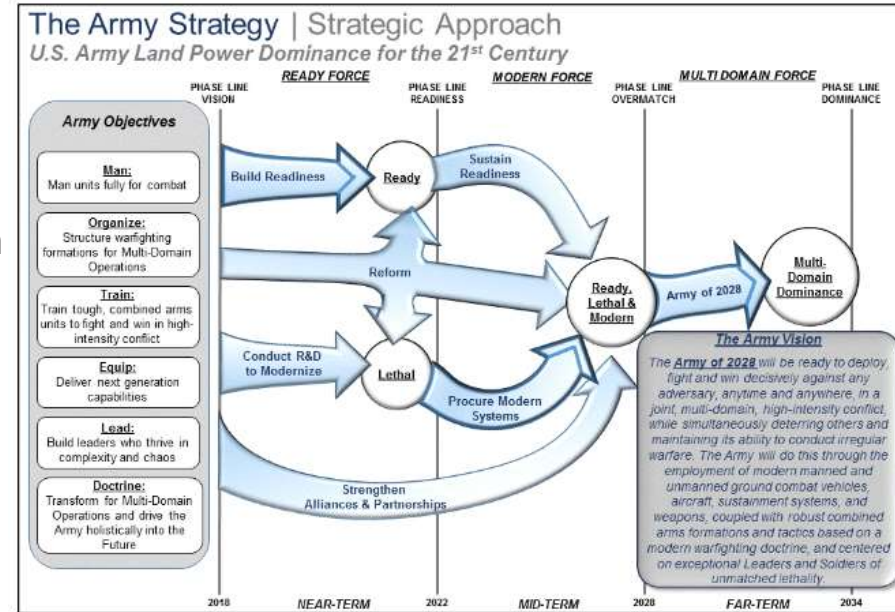 The Army Strategy | Strategic Approach
U.S. Army Land Power Dominance for the 21st Century
READY FORCE
MODERN FORCE
MULTI DOMAIN FORCE
PHASE LINE
VISION
PHASE LINE
READINESS
PHASE LINE
OVERMATCH
PHASE LINE
DOMINANCE
Army Objectives
Man:
Man units fully for combat
Organize:
Structure warfighting
formations for Multi-Domain
Operations
Train:
Train tough, combined arms
units to fight and win in high-
intensity conflict
Equip:
Deliver next generation
capabilities
Lead:
Build leaders who thrive in
complexity and chaos
Doctrine:
Transform for Multi-Domain
Operations and drive the
Army holistically into the
Future
Build Readiness
Ready
Sustain
Readiness
Reform
Conduct R&D
to Modernize
Lethal
Procure Modern
Systems
Strengthen
Alliances & Partnerships
Ready,
Lethal &
Modern
Army of 2028
Multi-
Domain
Dominance
The Army Vision
The Army of 2028 will be ready to deploy,
fight and win decisively against any
adversary, anytime and anywhere, in a
joint, multi-domain, high-intensity conflict,
while simultaneously deterring others and
maintaining its ability to conduct irregular
warfare. The Army will do this through the
employment of modern manned and
unmanned ground combat vehicles,
aircraft, sustainment systems, and
weapons, coupled with robust combined
arms formations and tactics based on a
modern warfighting doctrine, and centered
on exceptional Leaders and Soldiers of
unmatched lethality.
2018
NEAR-TERM
2022
MID-TERM
2028
FAR-TERM
2034